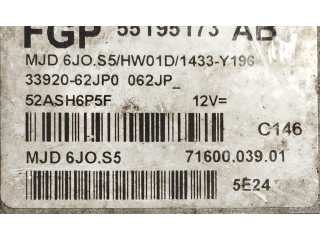 FGP 55195173 AB
MJD 6JO.S5/HW01D/1433-Y196
33920-62JP0 062JP_
52ASH6P5F 12V=
C146
MJD 6JO.S5 71600.039.01
5E24